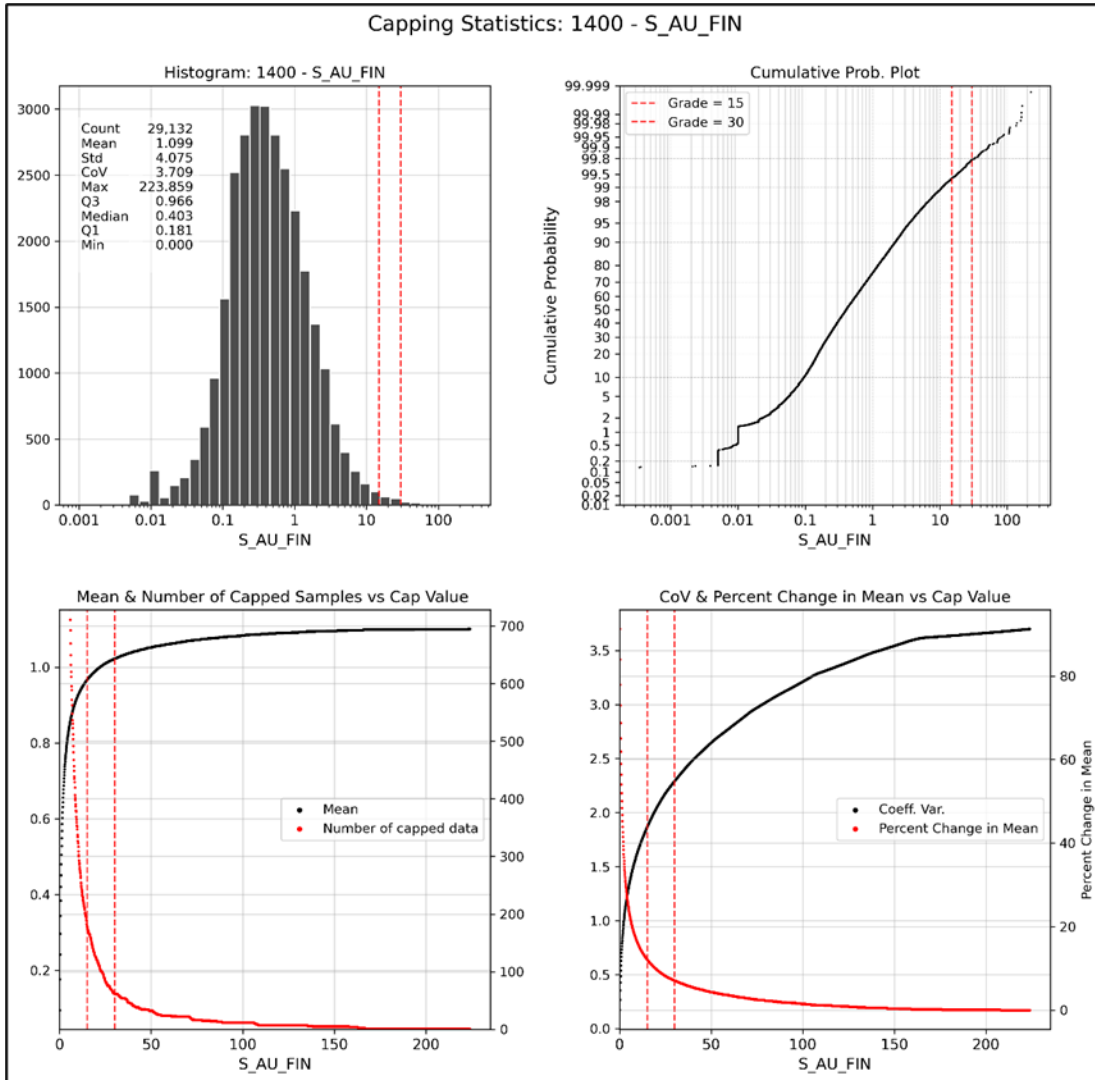 Capping Statistics: 1400 - S_AU_FIN
Histogram: 1400 - S_AU_FIN
3000
2500
2000
1500
1000
500
0
Count 29,132
Mean 1.099
Std 4.075
CoV 3.709
Max 223.859
Q3 0.966
Median 0.403
Q1 0.181
Min 0.000
0.001 0.01 0.1 1 10 100
S_AU_FIN
Cumulative Prob. Plot
Cumulative Probability
99.999
99.99
99.98
99.95
99.9
99.8
99.5
99
98
95
90
80
70
60
50
40
30
20
10
5
2
1
0.5
0.2
0.1
0.05
0.02
0.01
Grade = 15
Grade = 30
0.001 0.01 0.1 1 10 100
S_AU_FIN
Mean & Number of Capped Samples vs Cap Value
1.0
0.8
0.6
0.4
0.2
Mean
Number of capped data
700
600
500
400
300
200
100
0
0 50 100 150 200
S_AU_FIN
CoV & Percent Change in Mean vs Cap Value
3.5
3.0
2.5
2.0
1.5
1.0
0.5
0.0
Coeff. Var.
Percent Change in Mean
80
60
40
20
0
Percent Change in Mean
0 50 100 150 200
S_AU_FIN